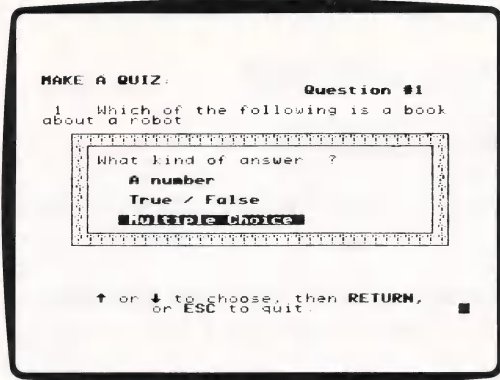 MAKE A QUIZ:
Question #1
1 Which of the following is a book
about a robot
What kind of answer ?
A number
True / False
Multiple Choice
↑ or ↓ to choose, then RETURN,
or ESC to quit.